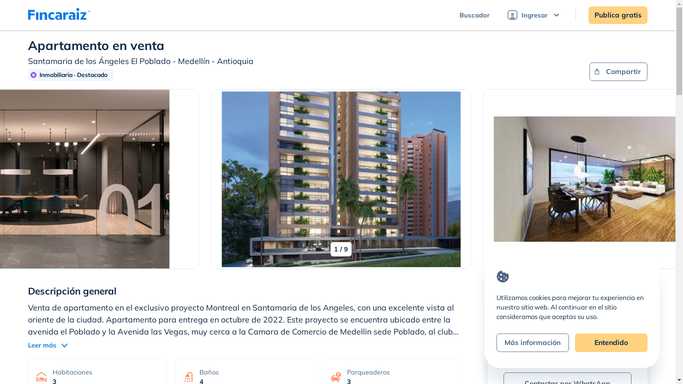 Fincaraiz
Buscador
Ingresar
Publica gratis
Apartamento en venta
Santamaria de los Ángeles El Poblado - Medellín - Antioquia
Inmobiliaria · Destacado
Compartir
01
1 / 9
Descripción general
Venta de apartamento en el exclusivo proyecto Montreal en Santamaria de los Angeles, con una excelente vista al
oriente de la ciudad. Apartamento para entrega en octubre de 2022. Este proyecto se encuentra ubicado entre la
avenida el Poblado y la Avenida las Vegas, muy cerca a la Camara de Comercio de Medellin sede Poblado, al club...
Leer más
Habitaciones
3
Baños
4
Parqueaderos
3
Utilizamos cookies para mejorar tu experiencia en
nuestro sitio web. Al continuar en el sitio
consideramos que aceptas su uso.
Más información
Entendido
Contactar por WhatsApp